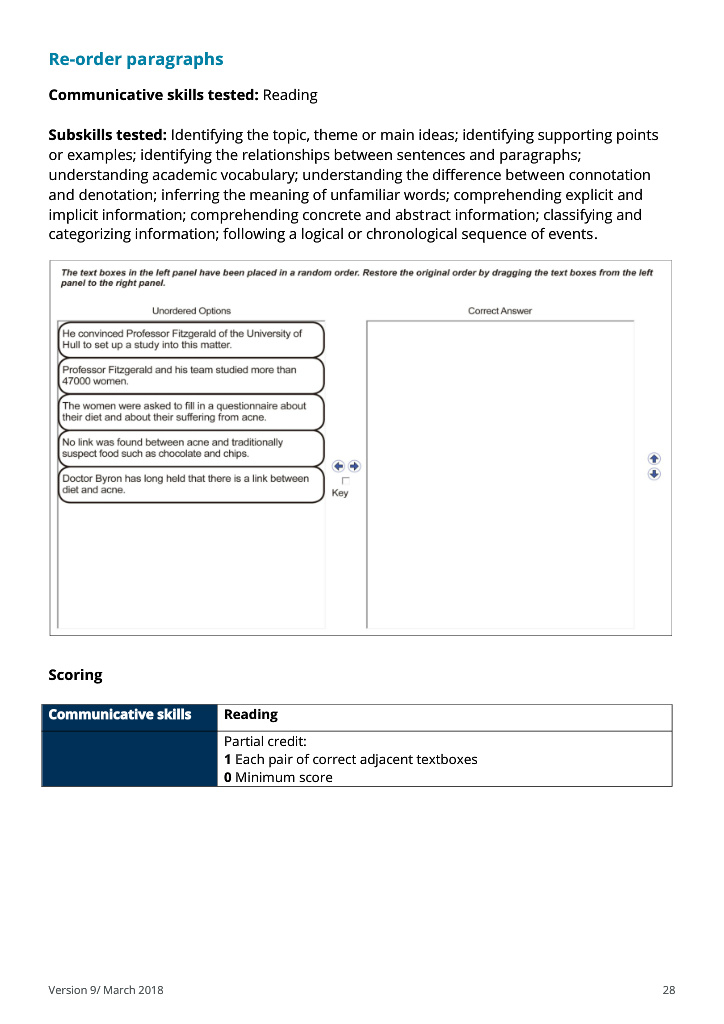 Re-order paragraphs
Communicative skills tested: Reading
Subskills tested: Identifying the topic, theme or main ideas; identifying supporting points
or examples; identifying the relationships between sentences and paragraphs;
understanding academic vocabulary; understanding the difference between connotation
and denotation; inferring the meaning of unfamiliar words; comprehending explicit and
implicit information; comprehending concrete and abstract information; classifying and
categorizing information; following a logical or chronological sequence of events.
The text boxes in the left panel have been placed in a random order. Restore the original order by dragging the text boxes from the left
panel to the right panel.
Unordered Options
Correct Answer
He convinced Professor Fitzgerald of the University of
Hull to set up a study into this matter.
Professor Fitzgerald and his team studied more than
47000 women.
The women were asked to fill in a questionnaire about
their diet and about their suffering from acne.
No link was found between acne and traditionally
suspect food such as chocolate and chips.
Doctor Byron has long held that there is a link between
diet and acne.
Key
Scoring
Communicative skills Reading
Partial credit:
1 Each pair of correct adjacent textboxes
0 Minimum score
Version 9/ March 2018 28